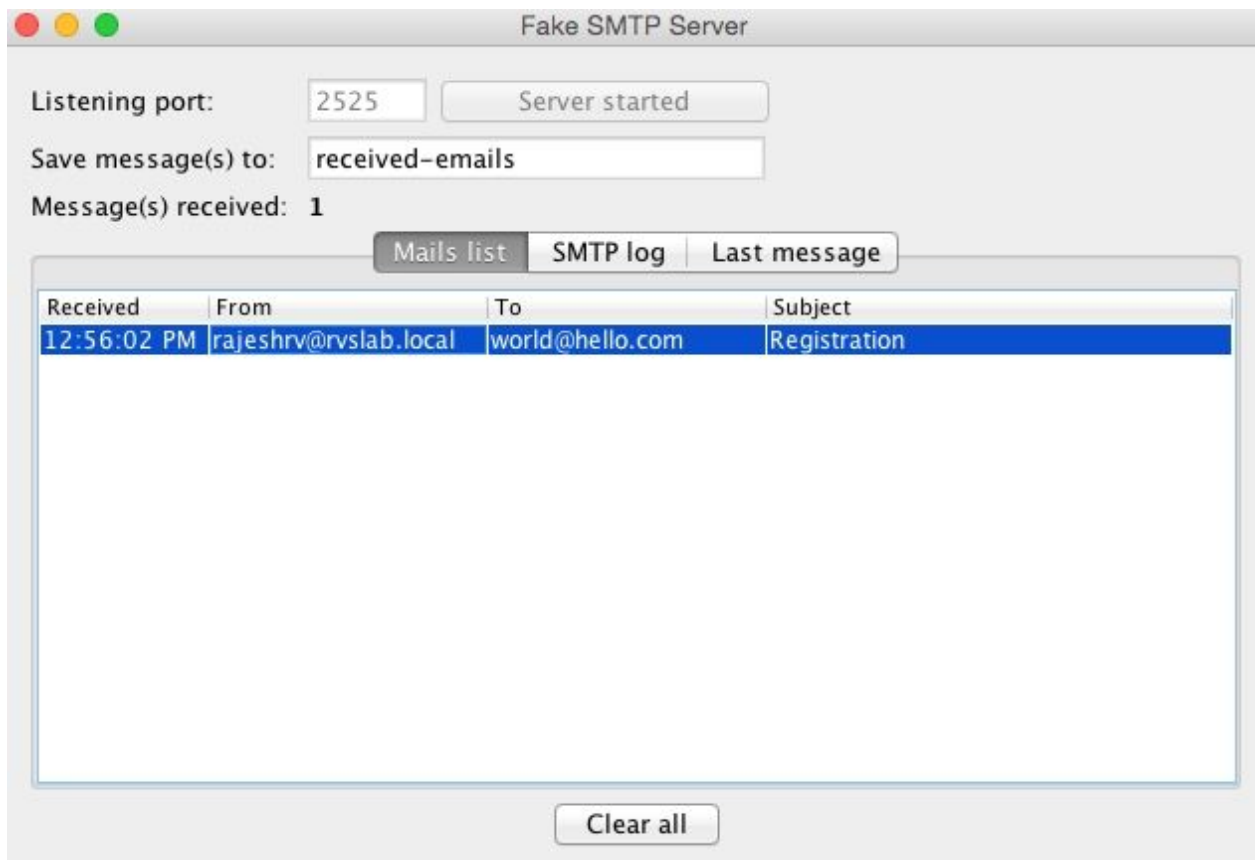 Fake SMTP Server
Listening port: 2525 Server started
Save message(s) to: received-emails
Message(s) received: 1
Mails list SMTP log Last message
Received From To Subject
12:56:02 PM rajeshrv@rvslab.local world@hello.com Registration
Clear all